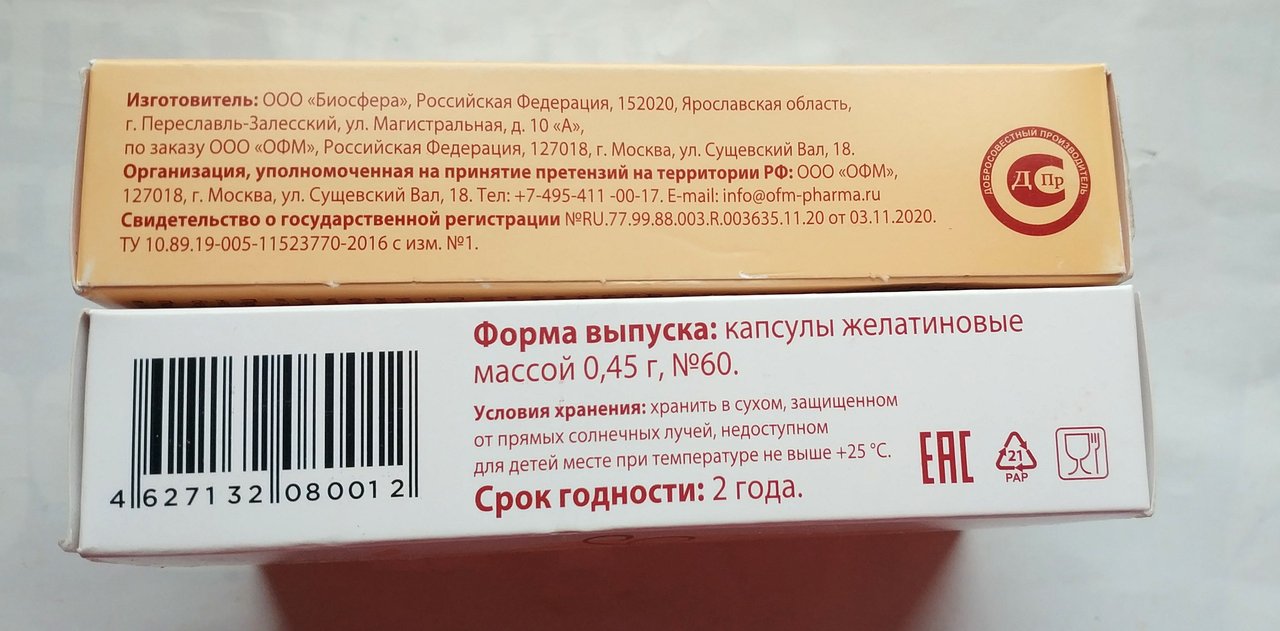 Изготовитель: ООО «Биосфера», Российская Федерация, 152020, Ярославская область,
г. Переславль-Залесский, ул. Магистральная, д. 10 «А»,
по заказу ООО «ОФМ», Российская Федерация, 127018, г. Москва, ул. Сущевский Вал, 18.
Организация, уполномоченная на принятие претензий на территории РФ: ООО «ОФМ»,
127018, г. Москва, ул. Сущевский Вал, 18. Тел: +7-495-411 -00-17. E-mail: info@ofm-pharma.ru
Свидетельство о государственной регистрации №RU.77.99.88.003.R.003635.11.20 от 03.11.2020.
ТУ 10.89.19-005-11523770-2016 с изм. №1.
ДОБРОСОВЕСТНЫЙ ПРОИЗВОДИТЕЛЬ
Д С Пр
Форма выпуска: капсулы желатиновые
массой 0,45 г, №60.
Условия хранения: хранить в сухом, защищенном
от прямых солнечных лучей, недоступном
для детей месте при температуре не выше +25 °С.
Срок годности: 2 года.
4 627132 080012
EAC
21
PAP